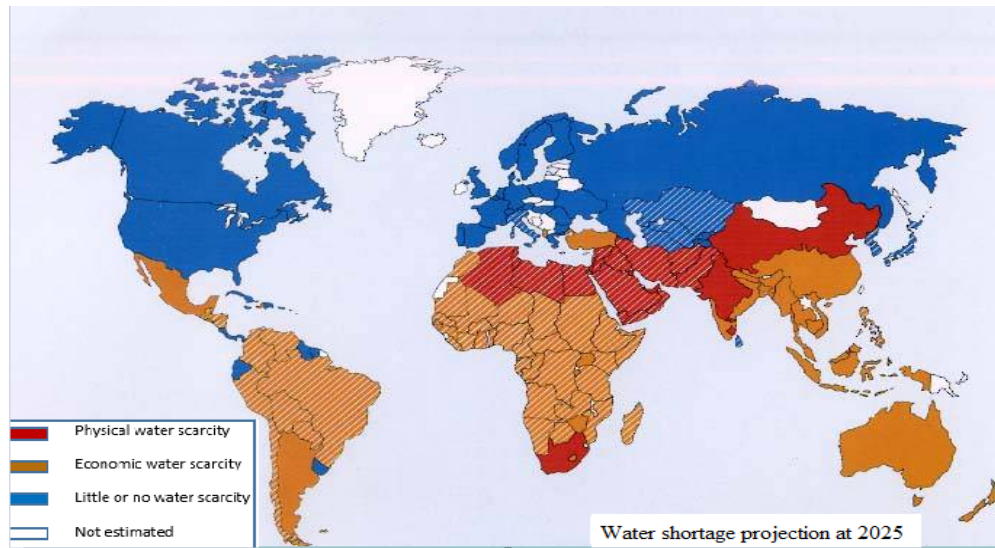 Physical water scarcity
Economic water scarcity
Little or no water scarcity
Not estimated
Water shortage projection at 2025